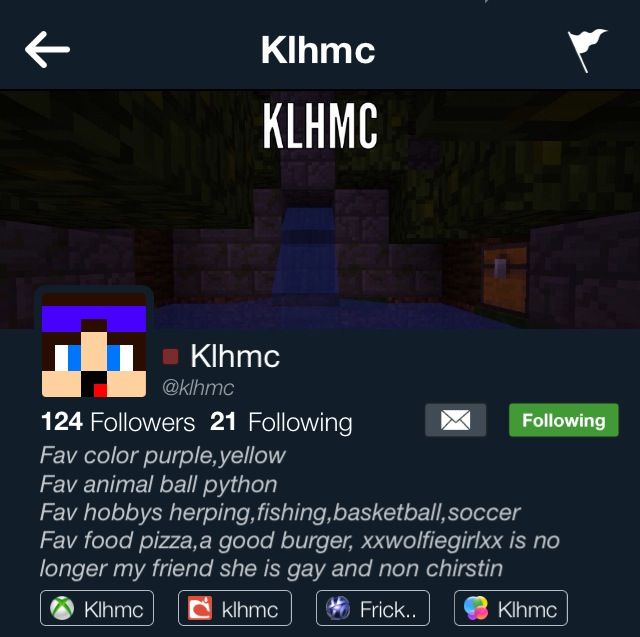 Klhmc
KLHMC
Klhmc
@klhmc
124 Followers 21 Following
Following
Fav color purple,yellow
Fav animal ball python
Fav hobbys herping,fishing,basketball,soccer
Fav food pizza,a good burger, xxwolfiegirlxx is no
longer my friend she is gay and non chirstin
Klhmc klhmc Frick.. Klhmc